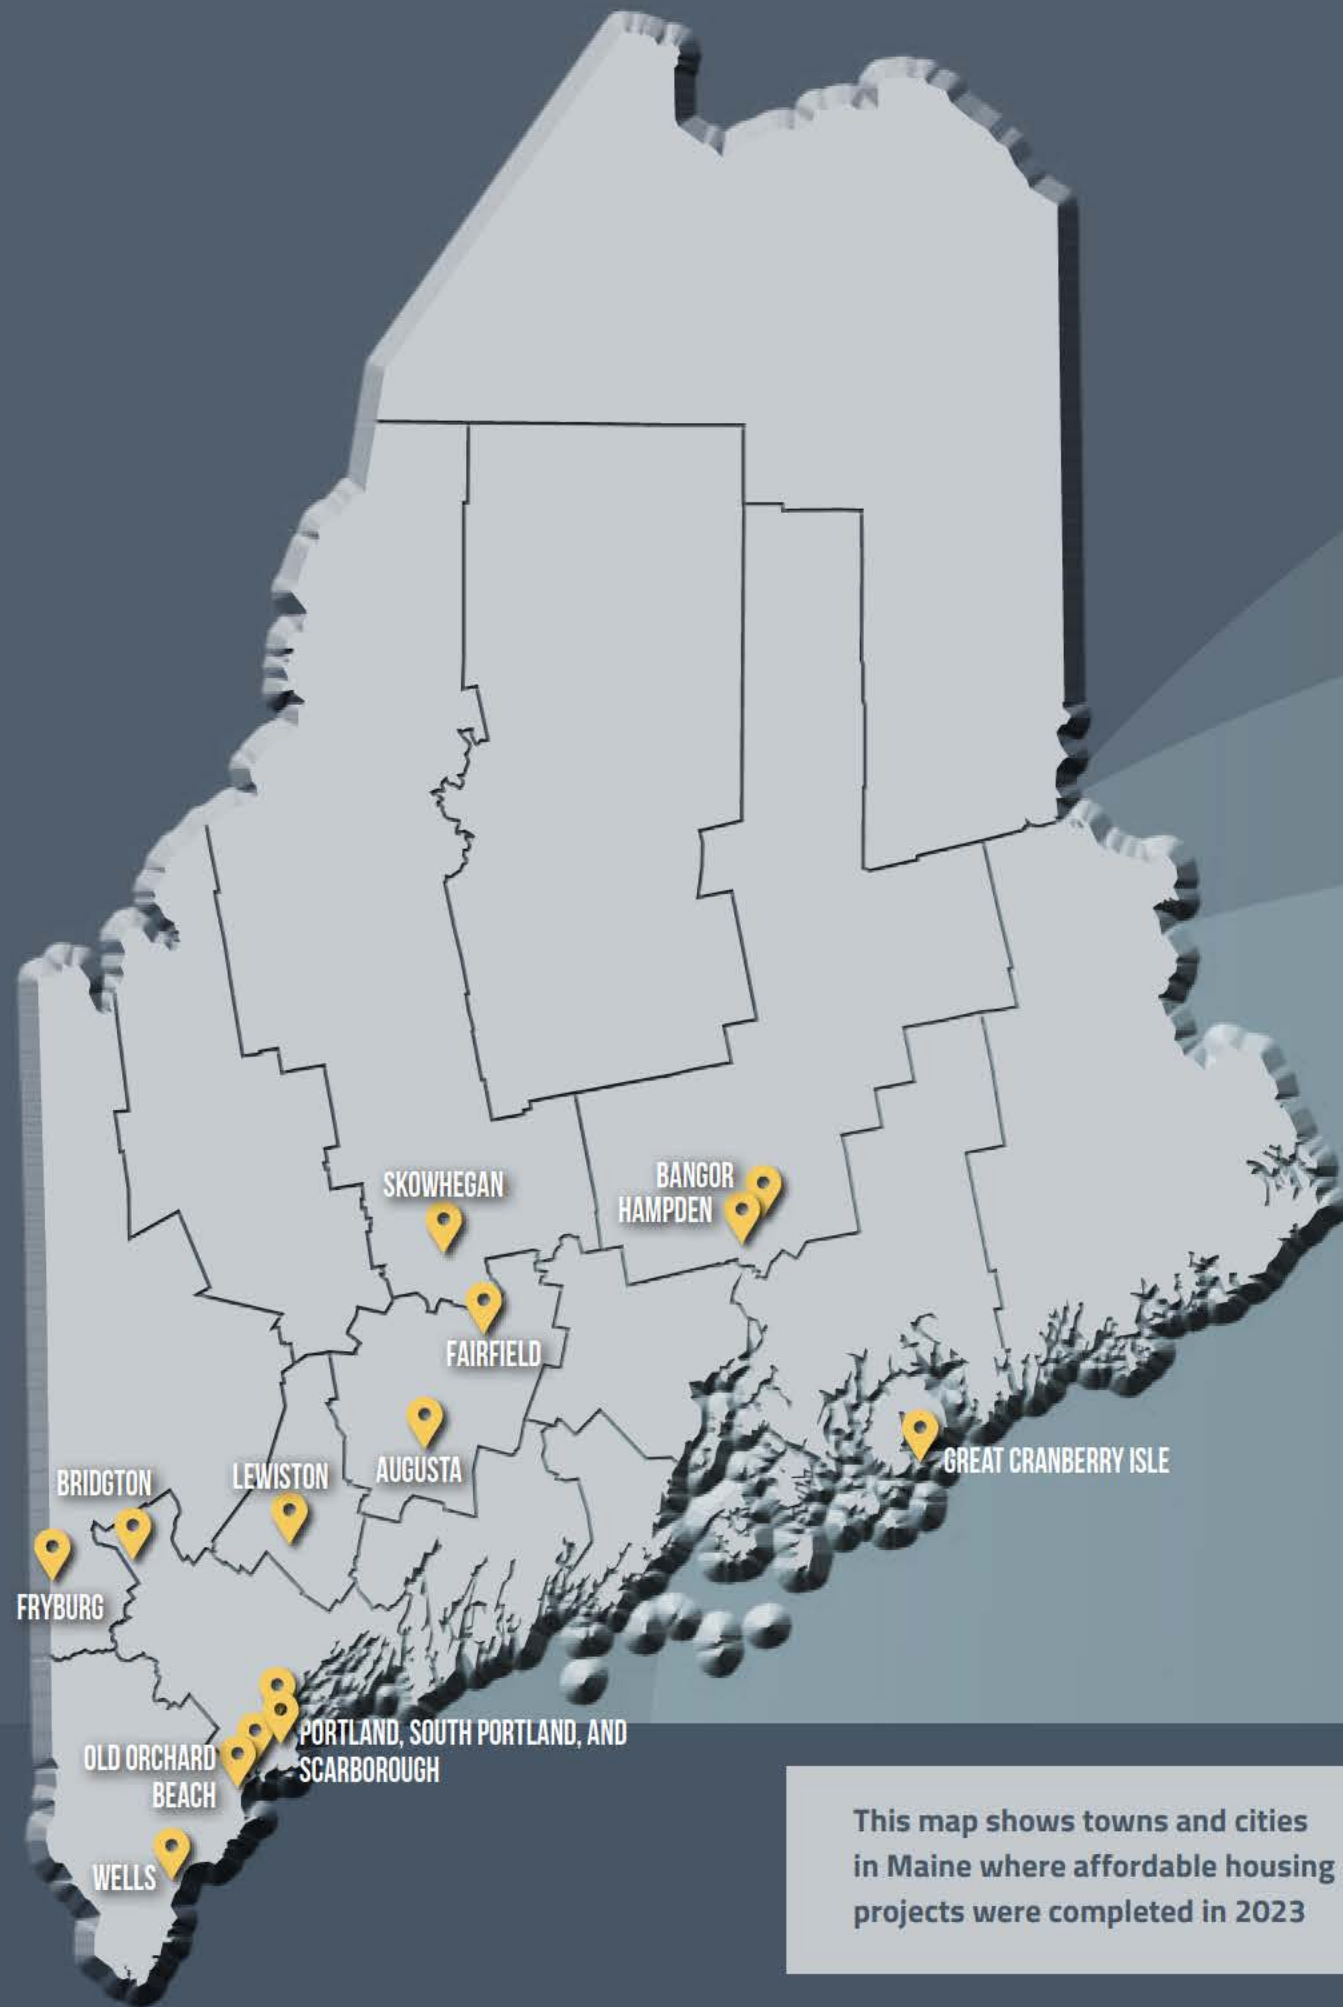 SKOWHEGAN
BANGOR
HAMPDEN
FAIRFIELD
AUGUSTA
GREAT CRANBERRY ISLE
BRIDGTON
LEWISTON
FRYBURG
PORTLAND, SOUTH PORTLAND, AND
SCARBOROUGH
OLD ORCHARD
BEACH
WELLS
This map shows towns and cities
in Maine where affordable housing
projects were completed in 2023